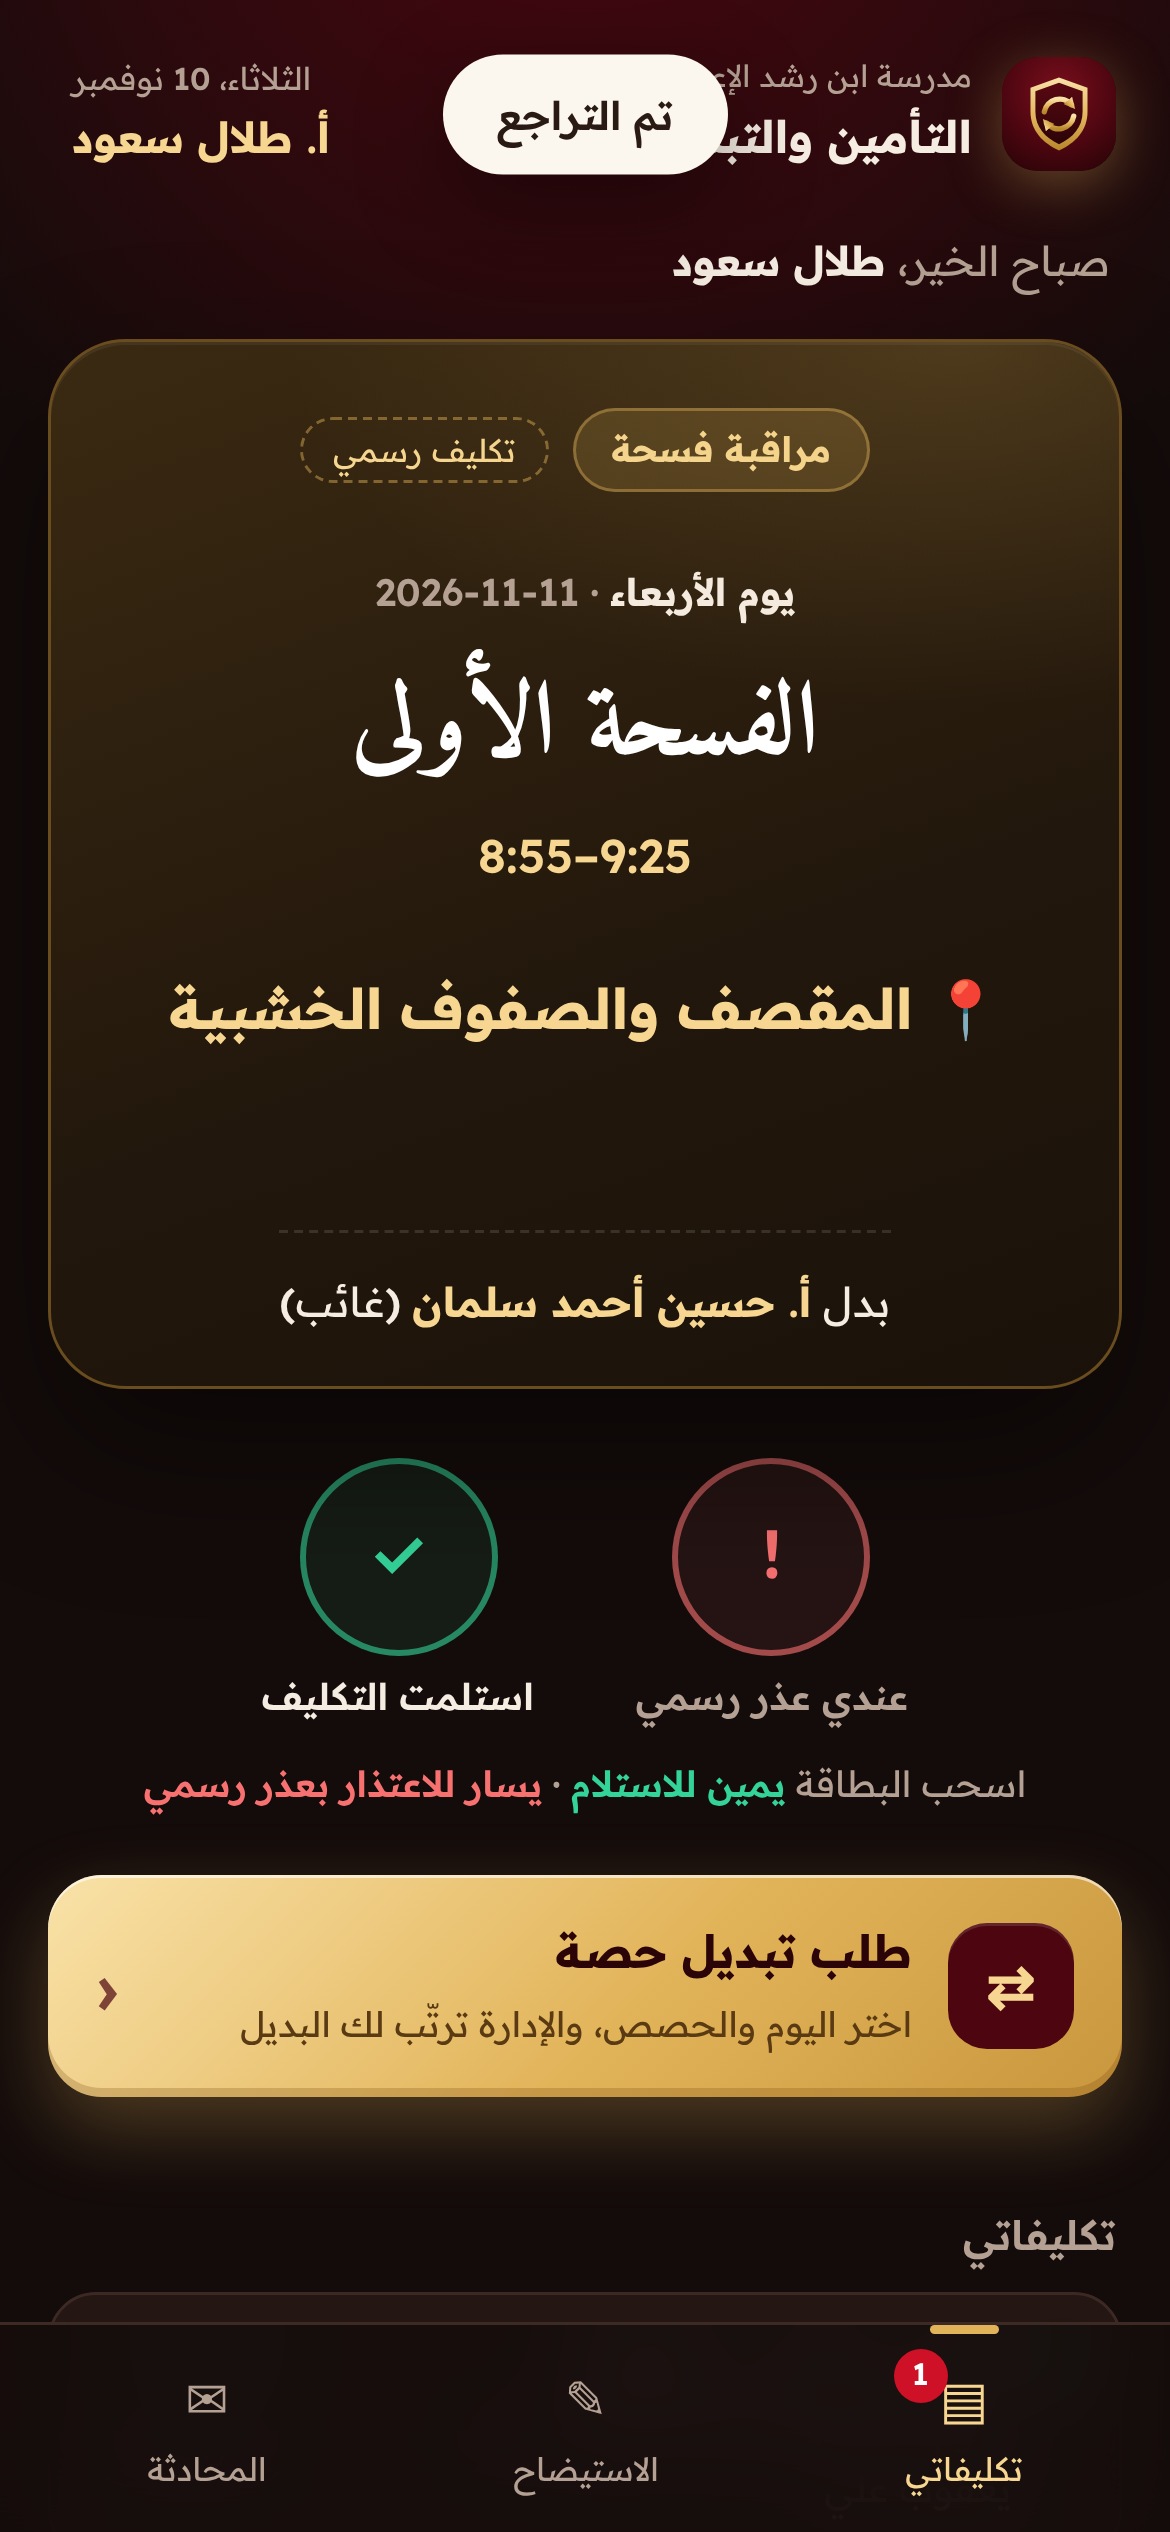 مدرسة ابن رشد
التأمين
تم التراجع
الثلاثاء، 10 نوفمبر
أ. طلال سعود
صباح الخير، طلال سعود
مراقبة فسحة
تكليف رسمي
يوم الأربعاء · 2026-11-11
الفسحة الأولى
8:55–9:25
المقصف والصفوف الخشبية
بدل أ. حسين أحمد سلمان (غائب)
عندي عذر رسمي
استلمت التكليف
اسحب البطاقة يمين للاستلام · يسار للاعتذار بعذر رسمي
طلب تبديل حصة
اختر اليوم والحصص، والإدارة ترتّب لك البديل
تكليفاتي
1
تكليفاتي
الاستيضاح
المحادثة